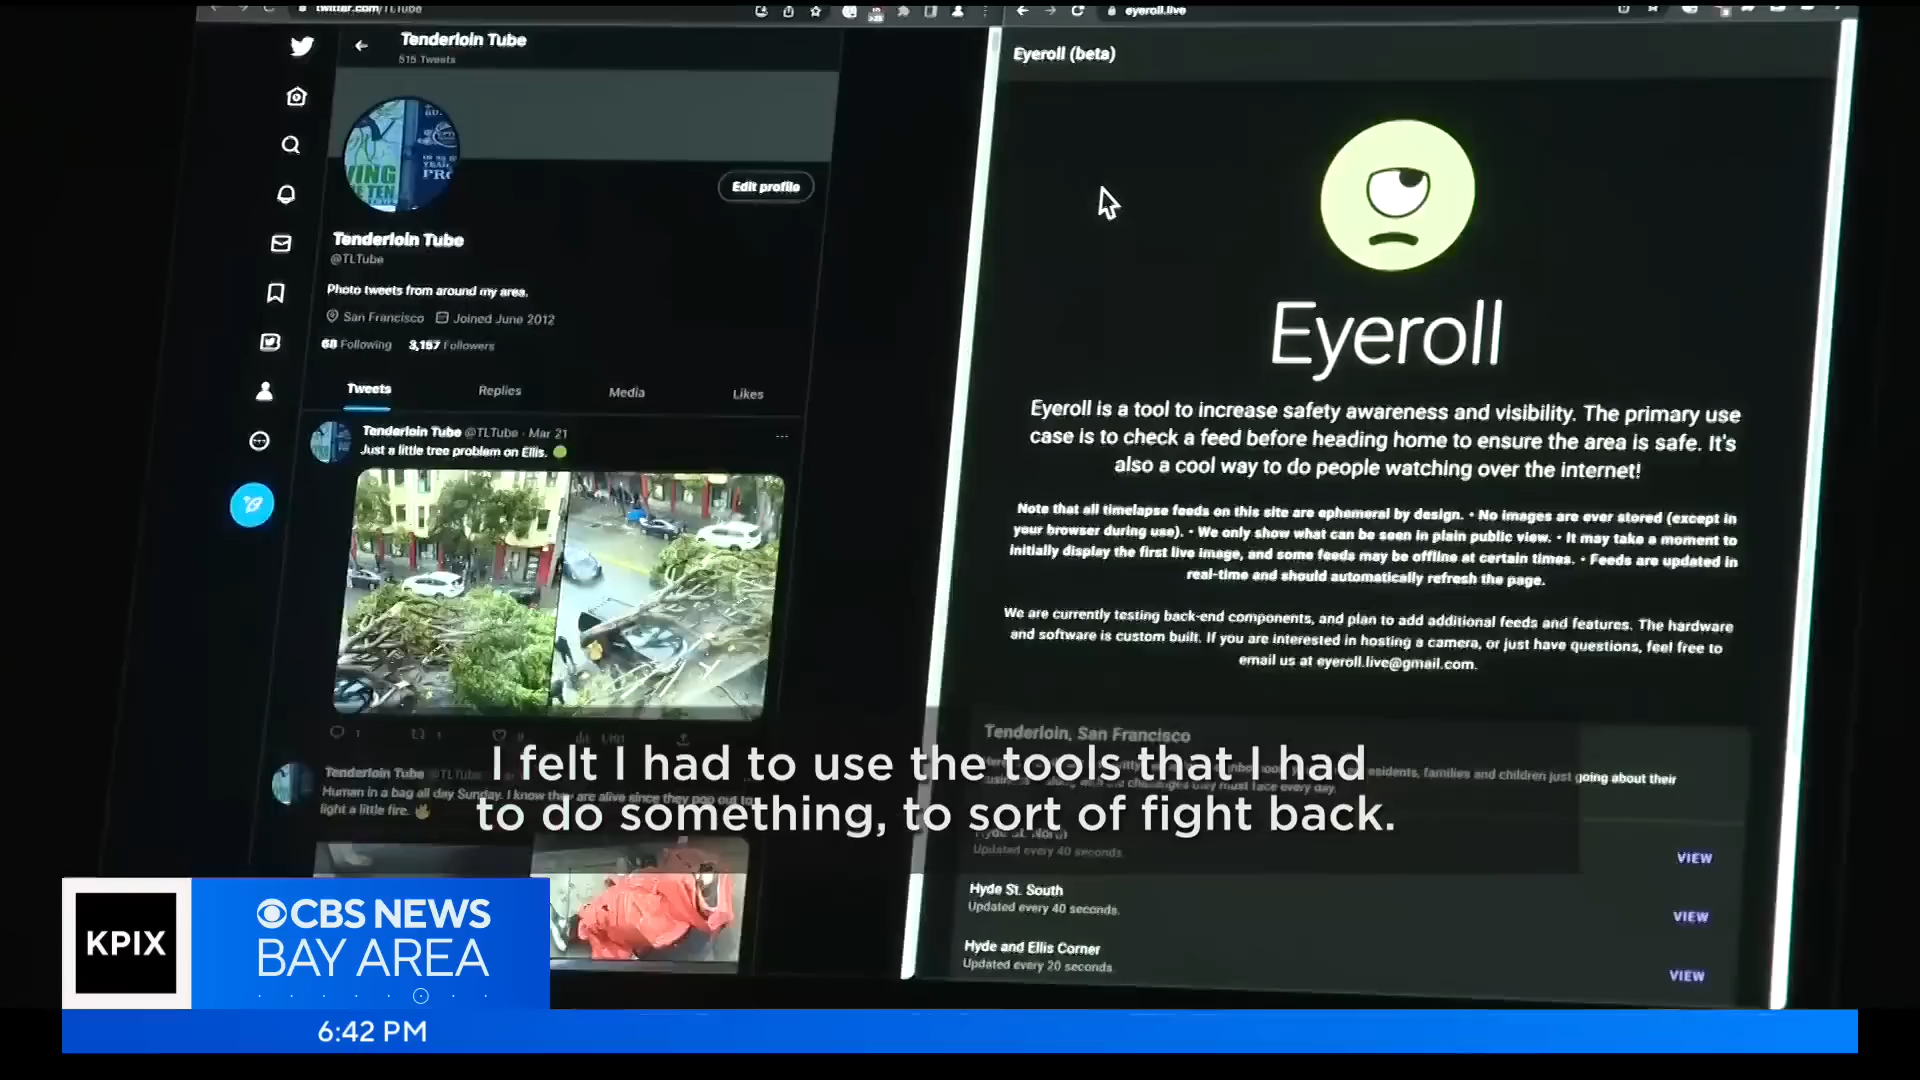 twitter.com/TLTube
eyeroll.live
Tenderloin Tube
515 Tweets
Edit profile
Tenderloin Tube
@TLTube
Photo tweets from around my area.
San Francisco Joined June 2012
68 Following 3,157 Followers
Tweets Replies Media Likes
Tenderloin Tube @TLTube · Mar 21
Just a little tree problem on Ellis.
VING
TEN
PRO
Tenderloin Tube @TLTube
Human in a bag all day Sunday. I know they are alive since they pop out to
light a little fire.
Eyeroll (beta)
Eyeroll
Eyeroll is a tool to increase safety awareness and visibility. The primary use
case is to check a feed before heading home to ensure the area is safe. It's
also a cool way to do people watching over the internet!
Note that all timelapse feeds on this site are ephemeral by design. • No images are ever stored (except in
your browser during use). • We only show what can be seen in plain public view. • It may take a moment to
initially display the first live image, and some feeds may be offline at certain times. • Feeds are updated in
real-time and should automatically refresh the page.
We are currently testing back-end components, and plan to add additional feeds and features. The hardware
and software is custom built. If you are interested in hosting a camera, or just have questions, feel free to
email us at eyeroll.live@gmail.com.
Tenderloin, San Francisco
residents, families and children just going about their
they must face every day.
Hyde St. North
Updated every 40 seconds.
VIEW
Hyde St. South
Updated every 40 seconds.
VIEW
Hyde and Ellis Corner
Updated every 20 seconds.
VIEW
I felt I had to use the tools that I had
to do something, to sort of fight back.
KPIX
CBS NEWS
BAY AREA
6:42 PM